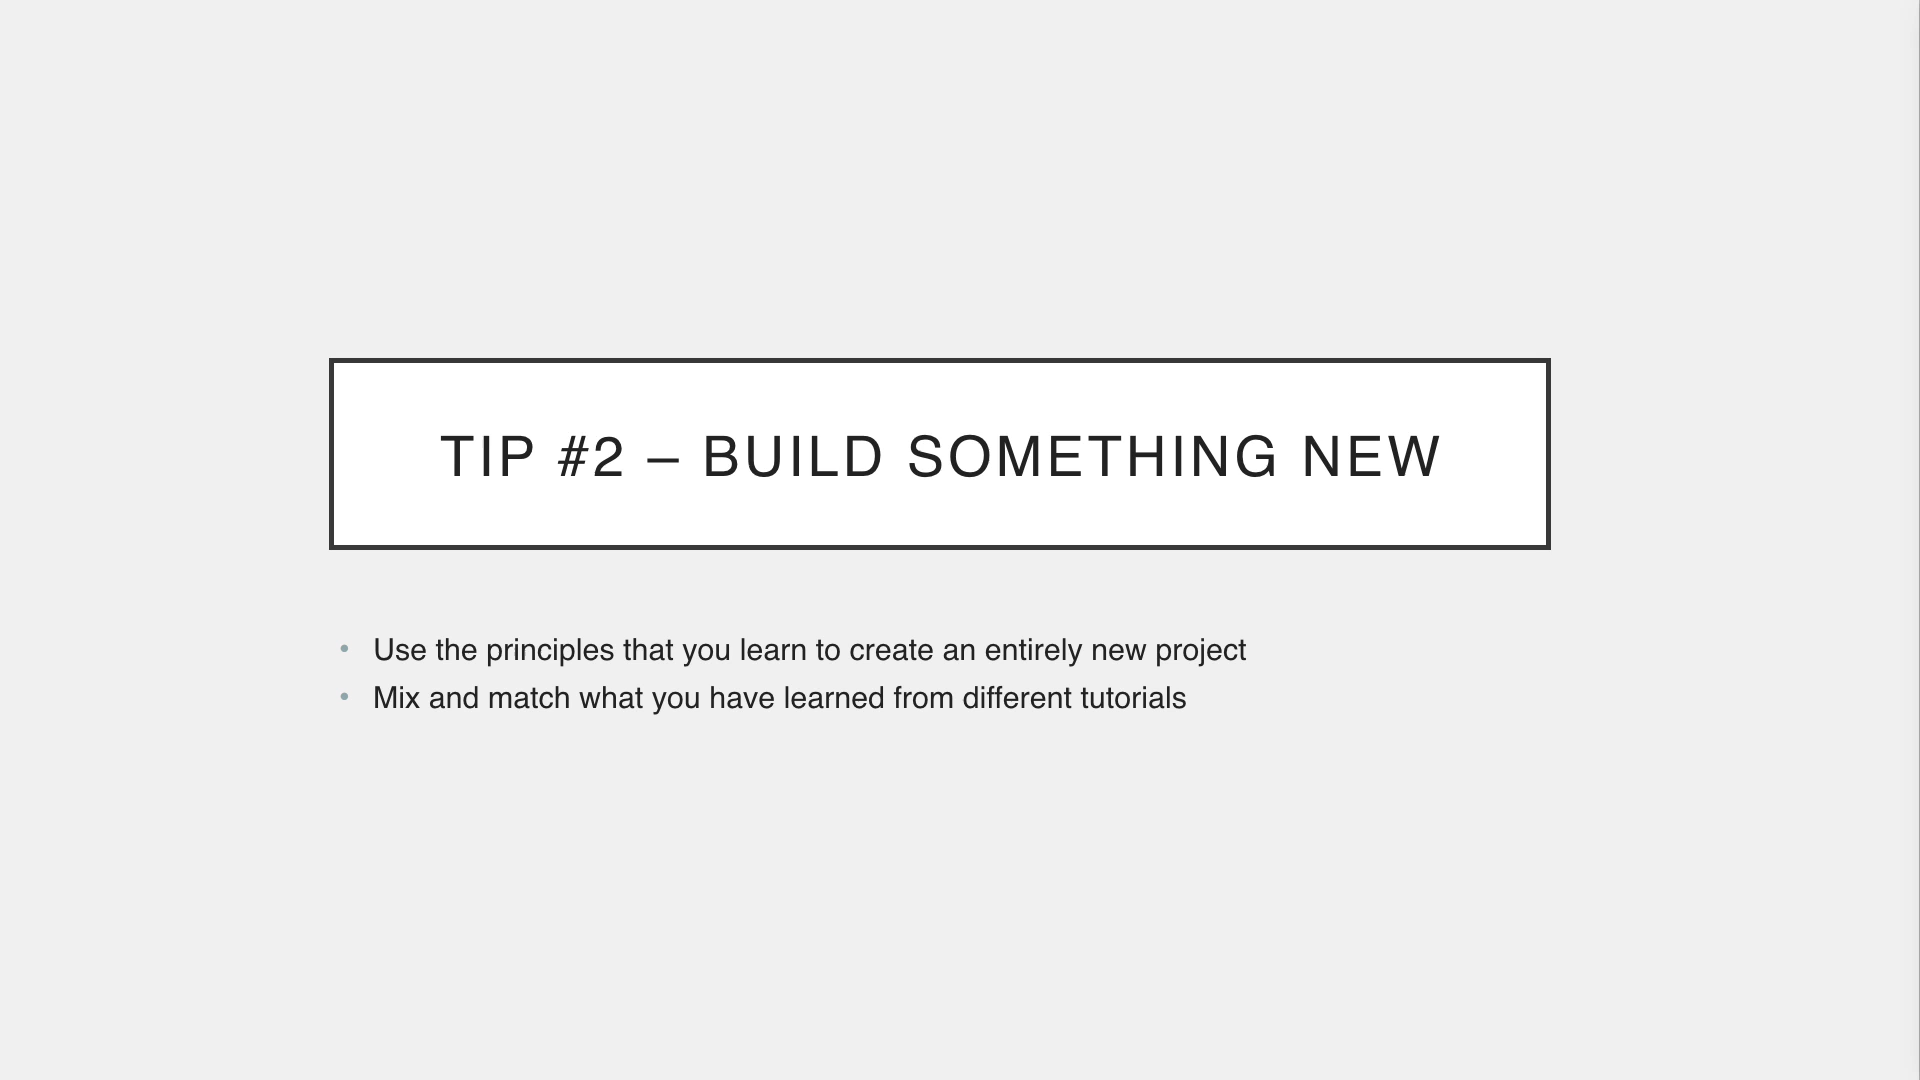 TIP #2 – BUILD SOMETHING NEW
• Use the principles that you learn to create an entirely new project
• Mix and match what you have learned from different tutorials